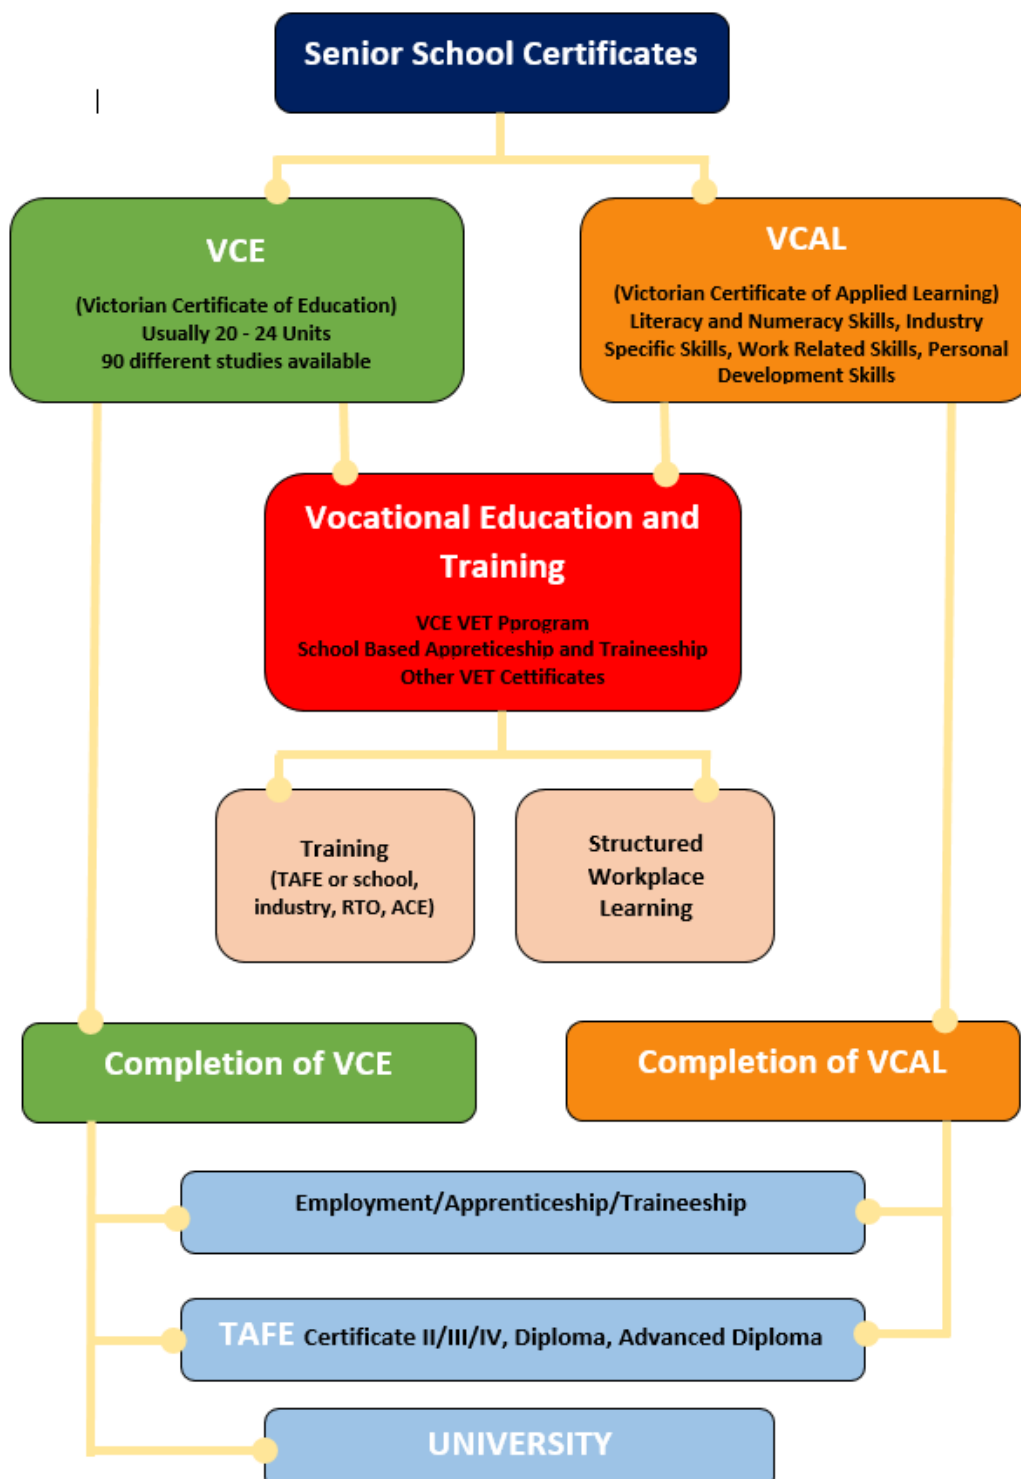 Senior School Certificates
VCE
(Victorian Certificate of Education)
Usually 20 - 24 Units
90 different studies available
VCAL
(Victorian Certificate of Applied Learning)
Literacy and Numeracy Skills, Industry
Specific Skills, Work Related Skills, Personal
Development Skills
Vocational Education and
Training
VCE VET Pprogram
School Based Appreticeship and Traineeship
Other VET Cettificates
Training
(TAFE or school,
industry, RTO, ACE)
Structured
Workplace
Learning
Completion of VCE
Completion of VCAL
Employment/Apprenticeship/Traineeship
TAFE Certificate II/III/IV, Diploma, Advanced Diploma
UNIVERSITY